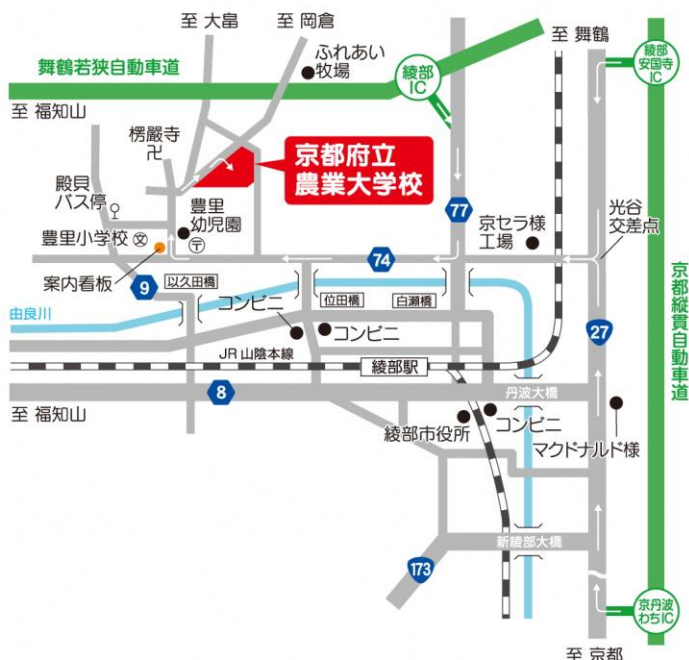 至 大畠
至 岡倉
至 舞鶴
ふれあい
牧場
綾部
IC
綾部
安国寺
IC
舞鶴若狭自動車道
至 福知山
楞厳寺
卍
京都府立
農業大学校
殿貝
バス停
豊里
幼児園
〒
豊里小学校
文
案内看板
77
京セラ様
工場
光谷
交差点
74
9
以久田橋
位田橋
白瀬橋
由良川
コンビニ
コンビニ
27
京都縦貫自動車道
JR山陰本線
綾部駅
8
丹波大橋
至 福知山
綾部市役所
コンビニ
マクドナルド様
新綾部大橋
173
京丹波
わちIC
至 京都